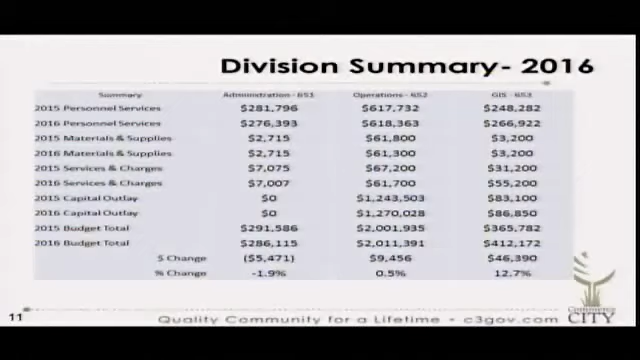 Division Summary- 2016
Summary Administration - 651 Operations - 652 GIS - 653
2015 Personnel Services $281,796 $617,732 $248,282
2016 Personnel Services $276,393 $618,363 $266,922
2015 Materials & Supplies $2,715 $61,800 $3,200
2016 Materials & Supplies $2,715 $61,300 $3,200
2015 Services & Charges $7,075 $67,200 $31,200
2016 Services & Charges $7,007 $61,700 $55,200
2015 Capital Outlay $0 $1,243,503 $83,100
2016 Capital Outlay $0 $1,270,028 $86,850
2015 Budget Total $291,586 $2,001,935 $365,782
2016 Budget Total $286,115 $2,011,391 $412,172
$ Change ($5,471) $9,456 $46,390
% Change -1.9% 0.5% 12.7%
Commerce
CITY
11 Quality Community for a Lifetime • c3gov.com